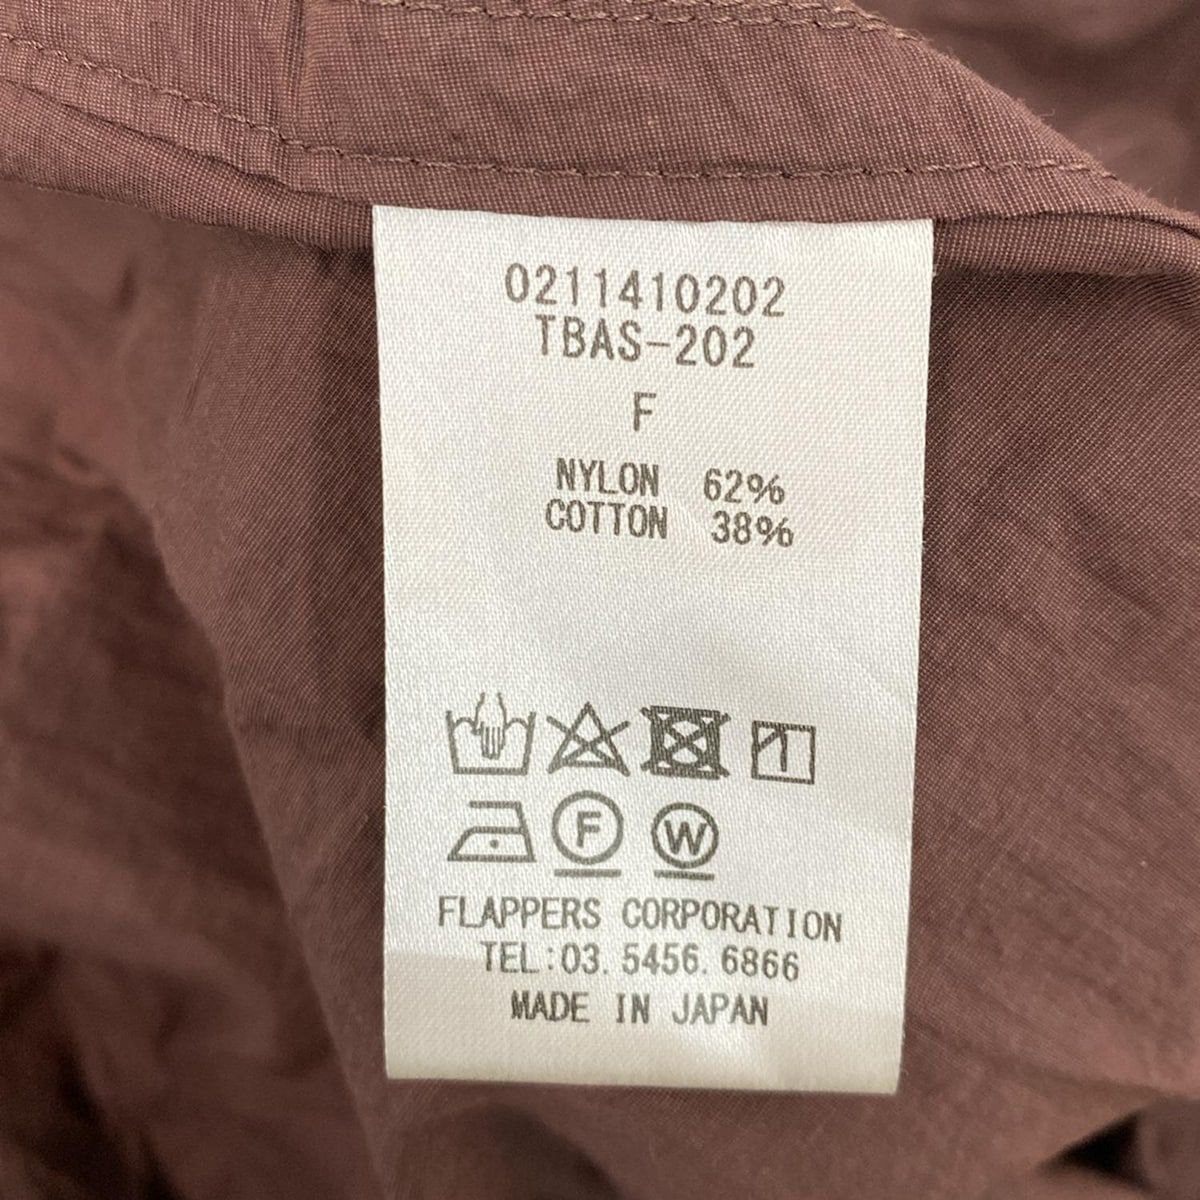 0211410202
TBAS-202
F
NYLON 62%
COTTON 38%
F W
FLAPPERS CORPORATION
TEL:03.5456.6866
MADE IN JAPAN